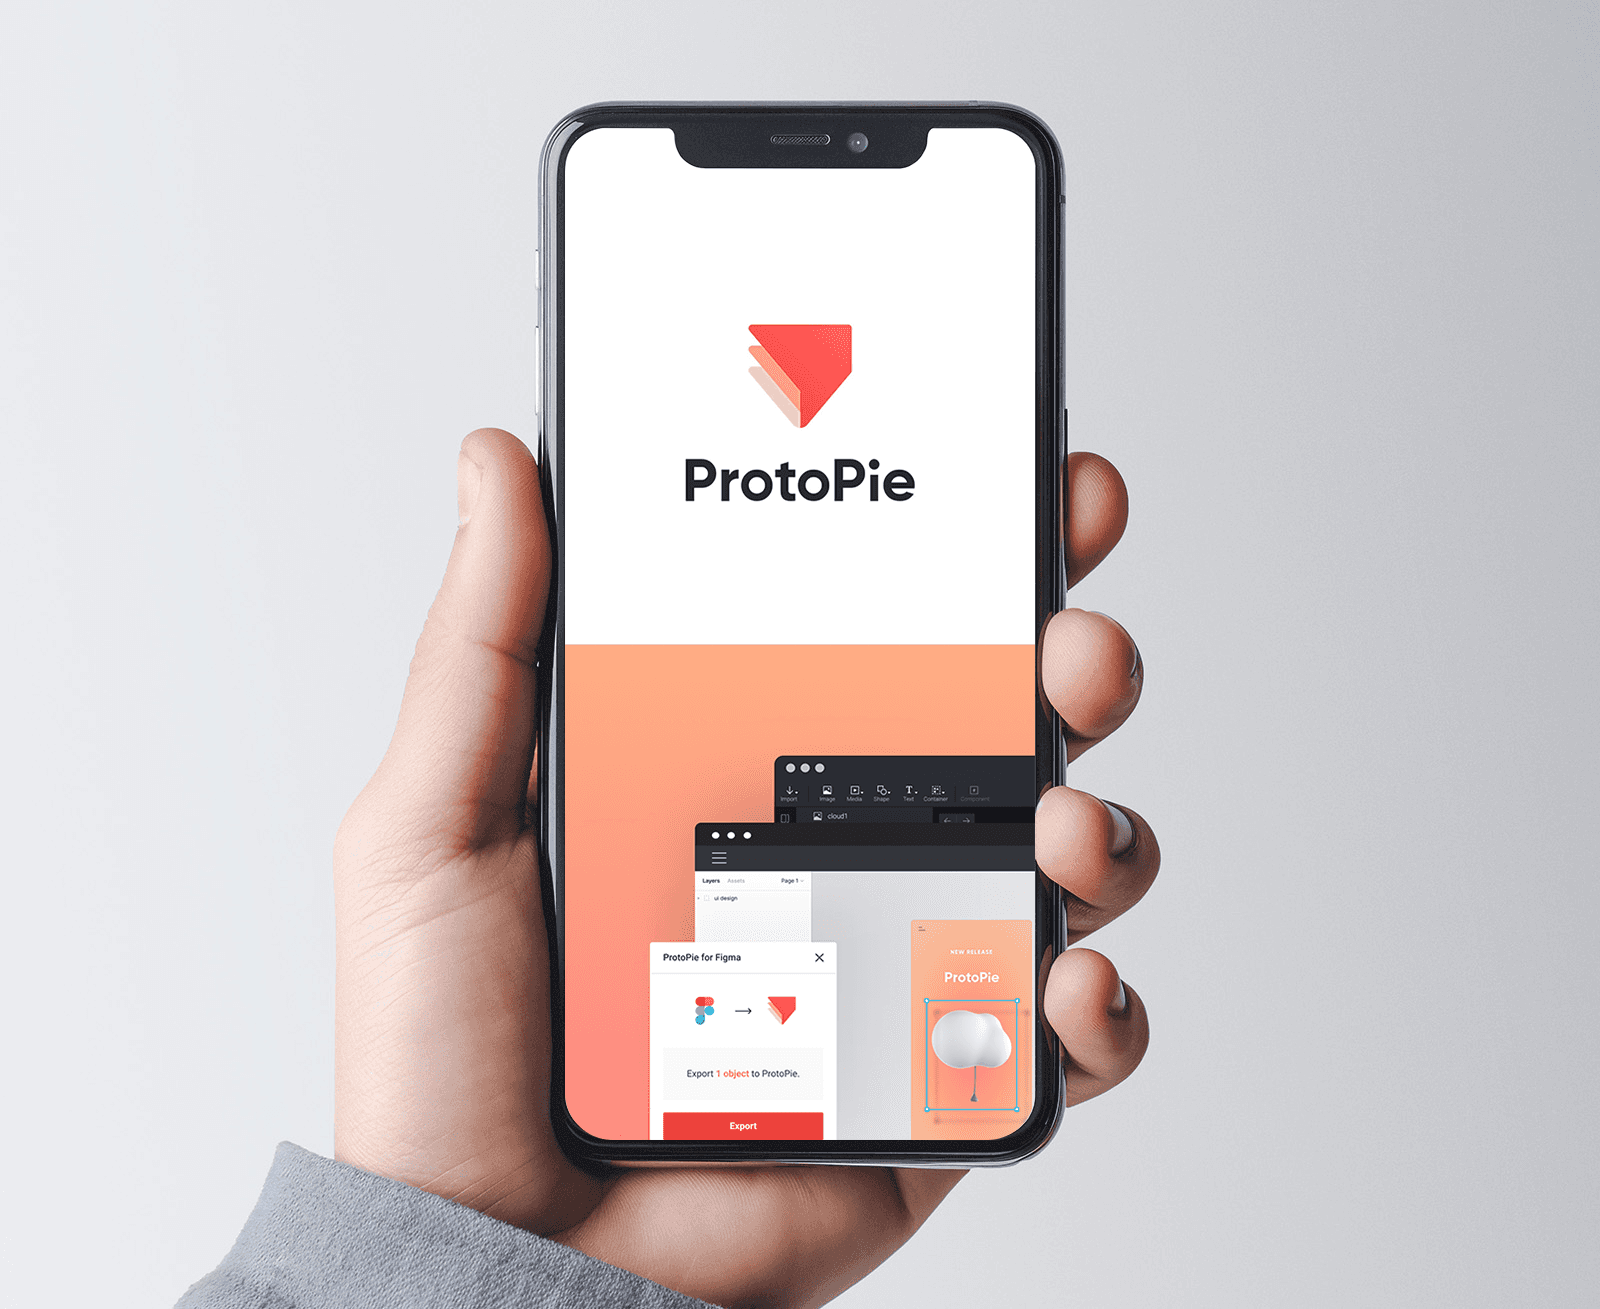 ProtoPie
Import
Image
Media
Shape
Text
Container
Component
cloud1
Layers
Assets
Page 1
ui design
ProtoPie for Figma
Export 1 object to ProtoPie.
Export
NEW RELEASE
ProtoPie